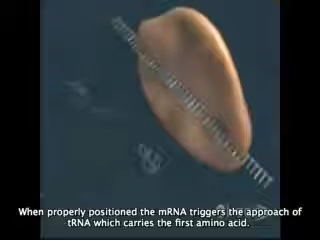 When properly positioned the mRNA triggers the approach of
tRNA which carries the first amino acid.